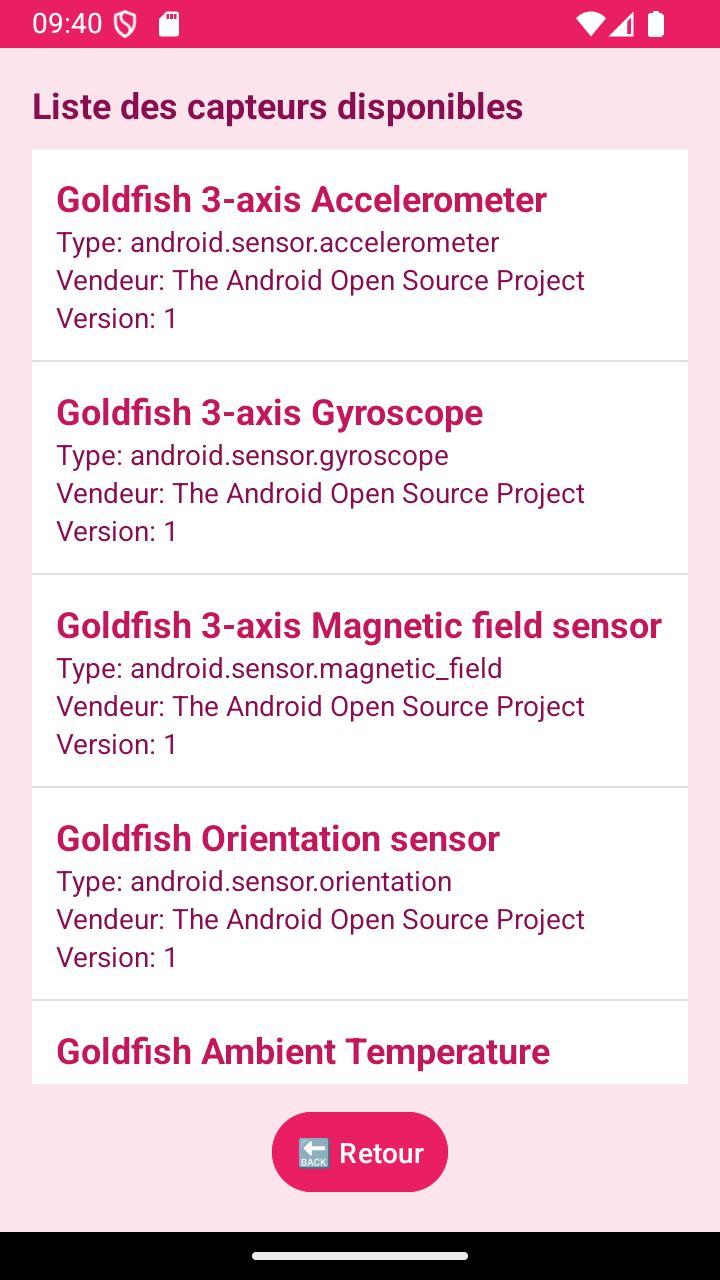 09:40
Liste des capteurs disponibles
Goldfish 3-axis Accelerometer
Type: android.sensor.accelerometer
Vendeur: The Android Open Source Project
Version: 1
Goldfish 3-axis Gyroscope
Type: android.sensor.gyroscope
Vendeur: The Android Open Source Project
Version: 1
Goldfish 3-axis Magnetic field sensor
Type: android.sensor.magnetic_field
Vendeur: The Android Open Source Project
Version: 1
Goldfish Orientation sensor
Type: android.sensor.orientation
Vendeur: The Android Open Source Project
Version: 1
Goldfish Ambient Temperature
BACK Retour